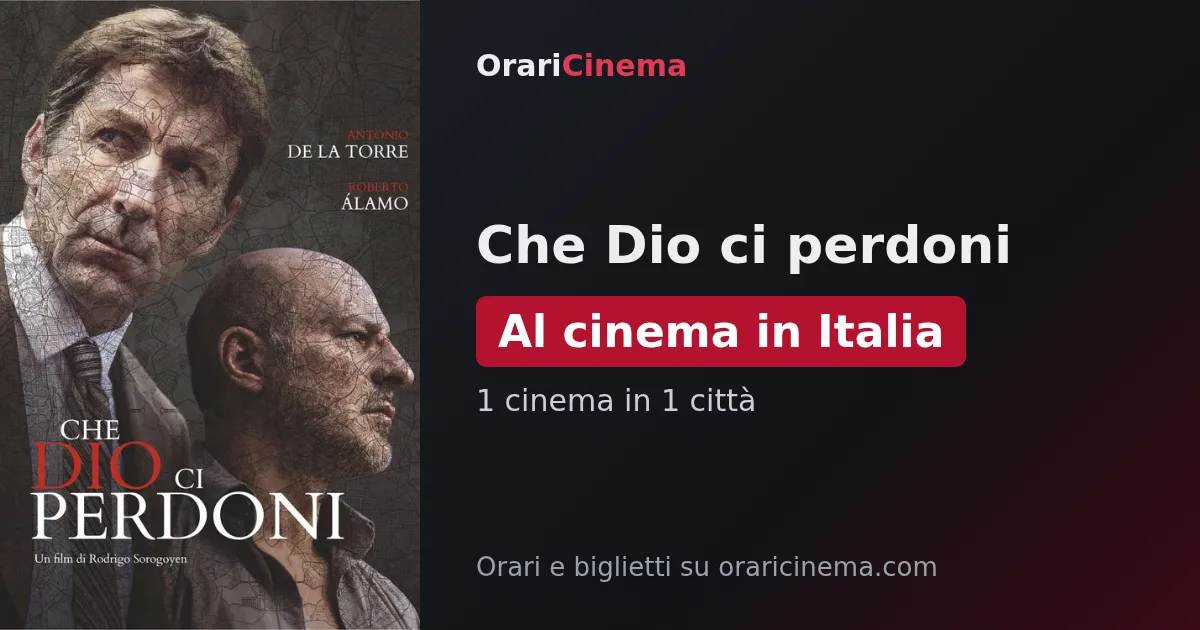 ANTONIO
DE LA TORRE
ROBERTO
ÁLAMO
CHE
DIO CI
PERDONI
Un film di Rodrigo Sorogoyen
OrariCinema
Che Dio ci perdoni
Al cinema in Italia
1 cinema in 1 città
Orari e biglietti su oraricinema.com